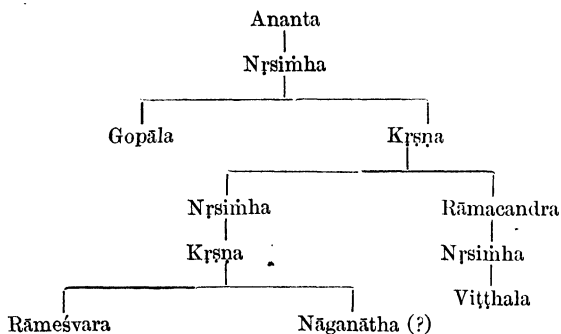 Ananta
Nṛsiṁha
Gopāla Kṛṣṇa
Nṛsiṁha Rāmacandra
Kṛṣṇa Nṛsiṁha
Viṭṭhala
Rāmeśvara Nāganātha (?)